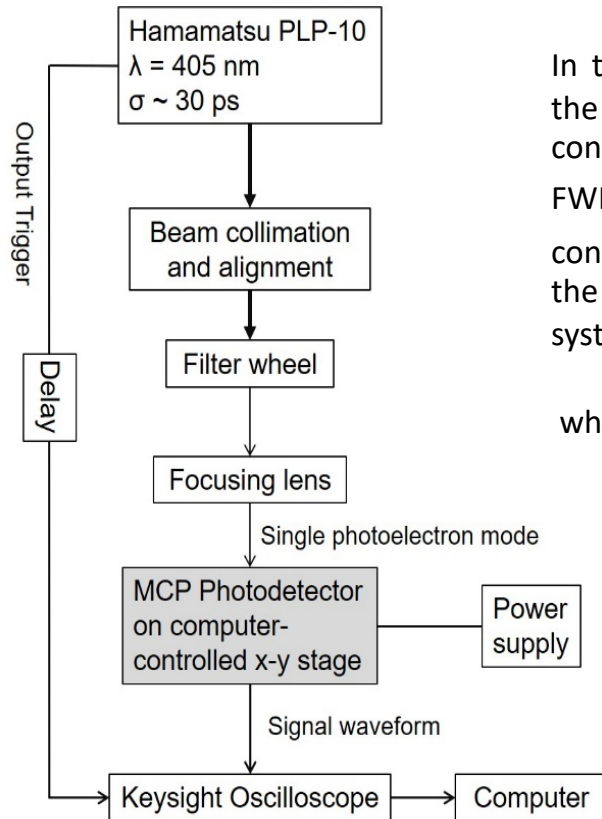 Hamamatsu PLP-10
λ = 405 nm
σ ~ 30 ps
Output Trigger
Beam collimation
and alignment
Delay
Filter wheel
Focusing lens
Single photoelectron mode
MCP Photodetector
on computer-
controlled x-y stage
Power
supply
Signal waveform
Keysight Oscilloscope
Computer
In t
the
con
FWI
con
the
syst
wh